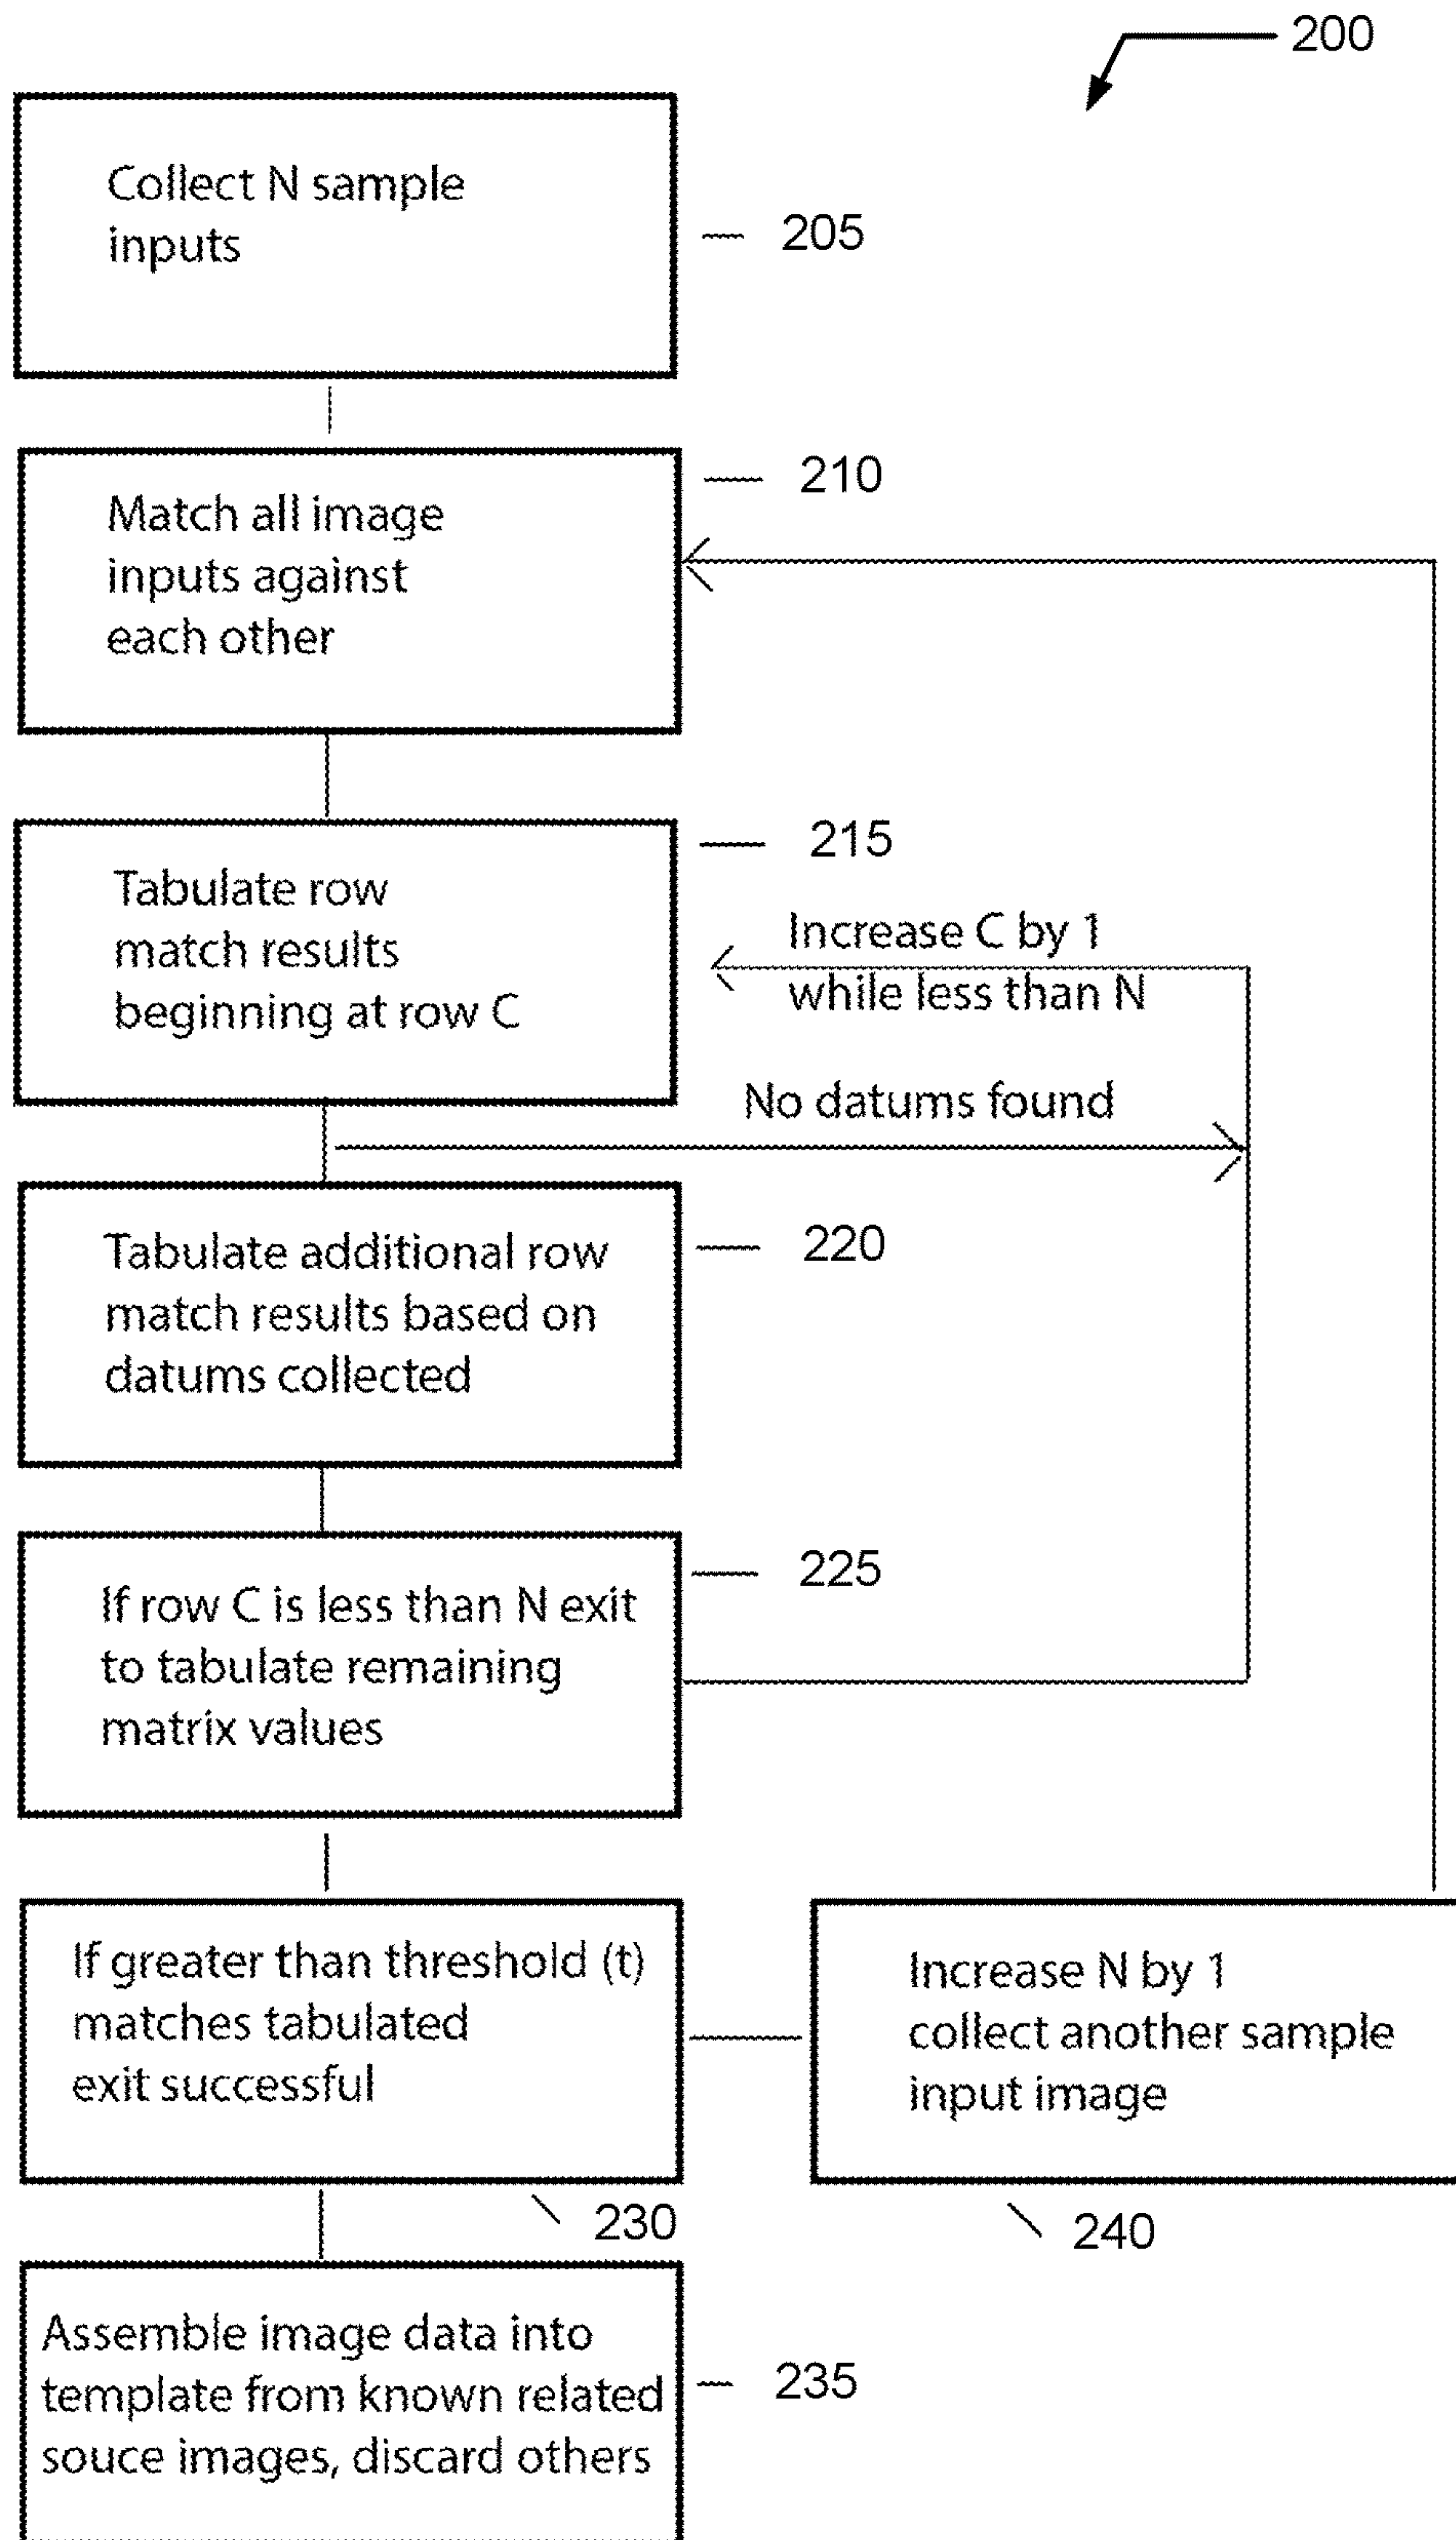 200
Collect N sample
inputs
205
Match all image
inputs against
each other
210
Tabulate row
match results
beginning at row C
215
Increase C by 1
while less than N
No datums found
Tabulate additional row
match results based on
datums collected
220
If row C is less than N exit
to tabulate remaining
matrix values
225
If greater than threshold (t)
matches tabulated
exit successful
230
Increase N by 1
collect another sample
input image
240
Assemble image data into
template from known related
souce images, discard others
235